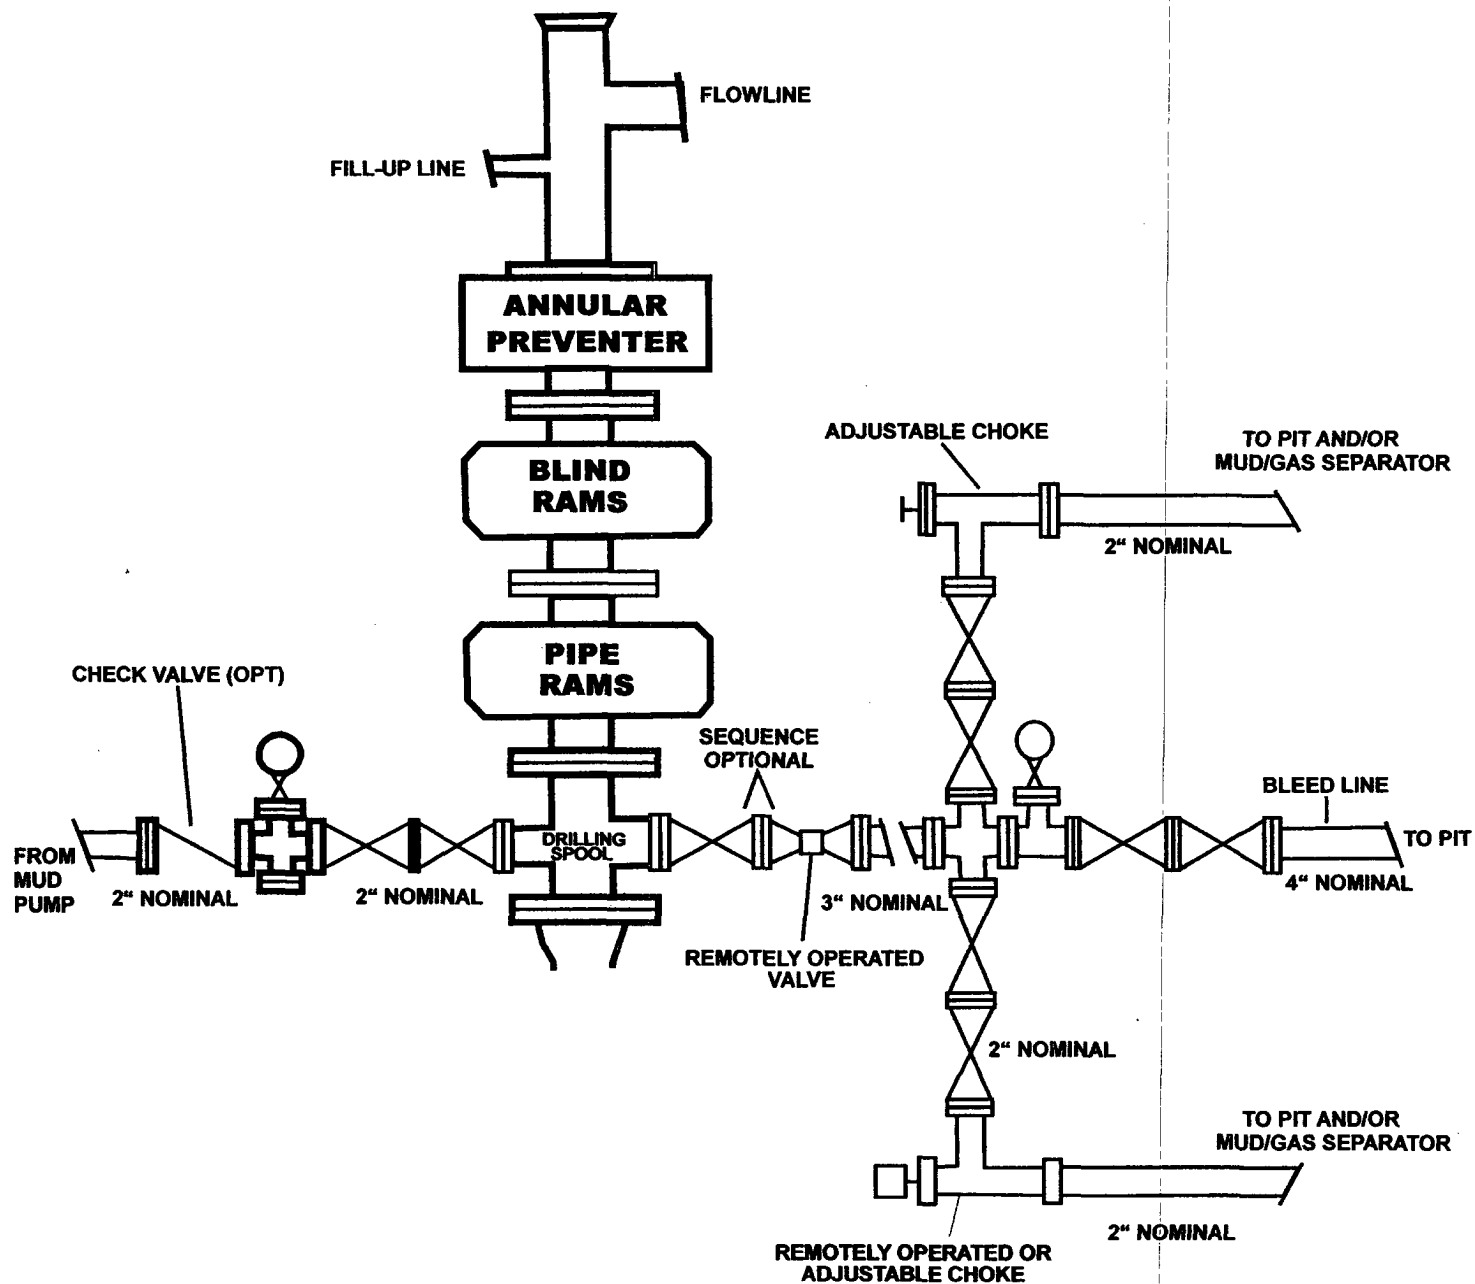 FLOWLINE
FILL-UP LINE
ANNULAR
PREVENTER
BLIND
RAMS
PIPE
RAMS
ADJUSTABLE CHOKE
TO PIT AND/OR
MUD/GAS SEPARATOR
2“ NOMINAL
CHECK VALVE (OPT)
SEQUENCE
OPTIONAL
BLEED LINE
TO PIT
4“ NOMINAL
FROM
MUD
PUMP
2“ NOMINAL
2“ NOMINAL
DRILLING
SPOOL
3“ NOMINAL
REMOTELY OPERATED
VALVE
2“ NOMINAL
TO PIT AND/OR
MUD/GAS SEPARATOR
2“ NOMINAL
REMOTELY OPERATED OR
ADJUSTABLE CHOKE